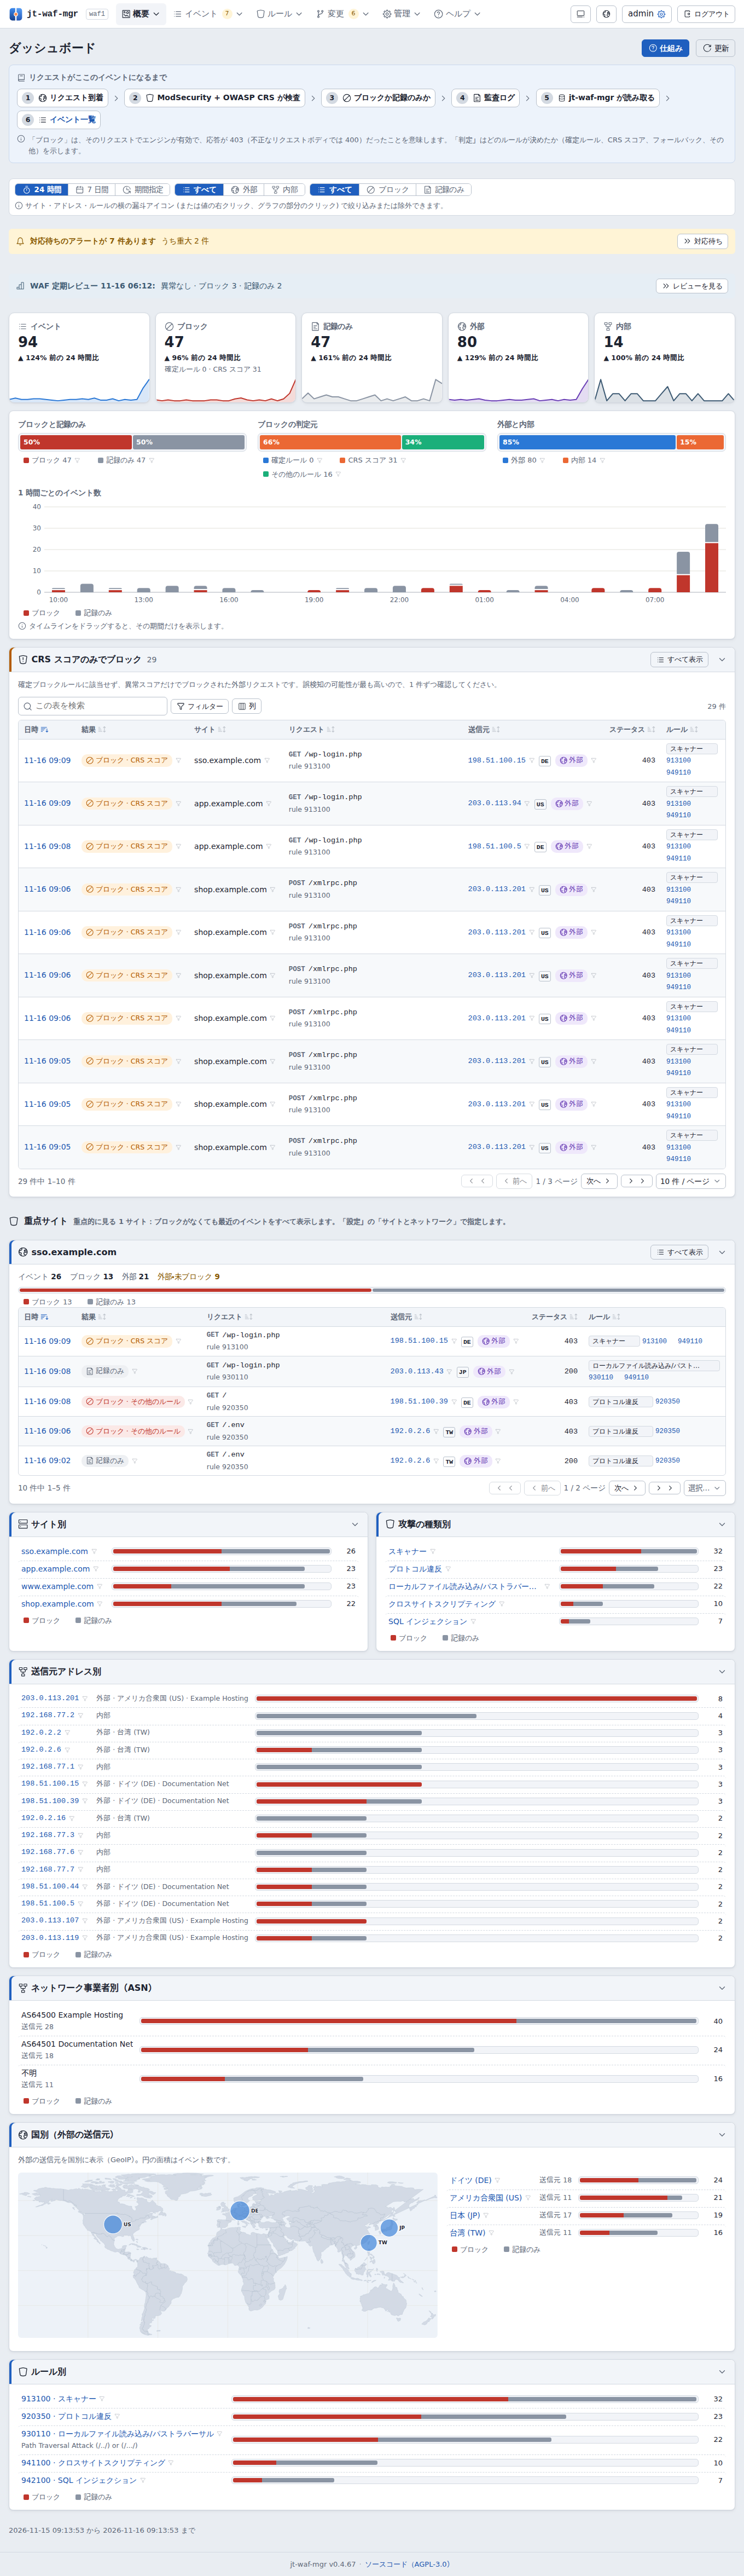 jt-waf-mgr waf1 概要 イベント 7 ルール 変更 6 管理 ヘルプ admin ログアウト
ダッシュボード 仕組み 更新
リクエストがここのイベントになるまで
1 リクエスト到着 2 ModSecurity + OWASP CRS が検査 3 ブロックか記録のみか 4 監査ログ 5 jt-waf-mgr が読み取る
6 イベント一覧
「ブロック」は、そのリクエストでエンジンが有効で、応答が 403（不正なリクエストボディでは 400）だったことを意味します。「判定」はどのルールが決めたか（確定ルール、CRS スコア、フォールバック、その
他）を示します。
24 時間 7 日間 期間指定 すべて 外部 内部 すべて ブロック 記録のみ
サイト・アドレス・ルールの横の漏斗アイコン (または値の右クリック、グラフの部分のクリック) で絞り込みまたは除外できます。
対応待ちのアラートが 7 件あります うち重大 2 件 対応待ち
WAF 定期レビュー 11-16 06:12: 異常なし · ブロック 3 · 記録のみ 2 レビューを見る
イベント
94
▲ 124% 前の 24 時間比
ブロック
47
▲ 96% 前の 24 時間比
確定ルール 0 · CRS スコア 31
記録のみ
47
▲ 161% 前の 24 時間比
外部
80
▲ 129% 前の 24 時間比
内部
14
▲ 100% 前の 24 時間比
ブロックと記録のみ
50% 50%
ブロック 47 記録のみ 47
ブロックの判定元
66% 34%
確定ルール 0 CRS スコア 31
その他のルール 16
外部と内部
85% 15%
外部 80 内部 14
1 時間ごとのイベント数
40
30
20
10
0
10:00 13:00 16:00 19:00 22:00 01:00 04:00 07:00
ブロック 記録のみ
タイムラインをドラッグすると、その期間だけを表示します。
CRS スコアのみでブロック 29 すべて表示
確定ブロックルールに該当せず、異常スコアだけでブロックされた外部リクエストです。誤検知の可能性が最も高いので、1 件ずつ確認してください。
この表を検索 フィルター 列 29 件
日時 結果 サイト リクエスト 送信元 ステータス ルール
11-16 09:09 ブロック · CRS スコア sso.example.com GET /wp-login.php rule 913100 198.51.100.15 DE 外部 403 スキャナー 913100 949110
11-16 09:09 ブロック · CRS スコア app.example.com GET /wp-login.php rule 913100 203.0.113.94 US 外部 403 スキャナー 913100 949110
11-16 09:08 ブロック · CRS スコア app.example.com GET /wp-login.php rule 913100 198.51.100.5 DE 外部 403 スキャナー 913100 949110
11-16 09:06 ブロック · CRS スコア shop.example.com POST /xmlrpc.php rule 913100 203.0.113.201 US 外部 403 スキャナー 913100 949110
11-16 09:06 ブロック · CRS スコア shop.example.com POST /xmlrpc.php rule 913100 203.0.113.201 US 外部 403 スキャナー 913100 949110
11-16 09:06 ブロック · CRS スコア shop.example.com POST /xmlrpc.php rule 913100 203.0.113.201 US 外部 403 スキャナー 913100 949110
11-16 09:06 ブロック · CRS スコア shop.example.com POST /xmlrpc.php rule 913100 203.0.113.201 US 外部 403 スキャナー 913100 949110
11-16 09:05 ブロック · CRS スコア shop.example.com POST /xmlrpc.php rule 913100 203.0.113.201 US 外部 403 スキャナー 913100 949110
11-16 09:05 ブロック · CRS スコア shop.example.com POST /xmlrpc.php rule 913100 203.0.113.201 US 外部 403 スキャナー 913100 949110
11-16 09:05 ブロック · CRS スコア shop.example.com POST /xmlrpc.php rule 913100 203.0.113.201 US 外部 403 スキャナー 913100 949110
29 件中 1–10 件 前へ 1 / 3 ページ 次へ 10 件 / ページ
重点サイト 重点的に見る 1 サイト：ブロックがなくても最近のイベントをすべて表示します。「設定」の「サイトとネットワーク」で指定します。
sso.example.com すべて表示
イベント 26 ブロック 13 外部 21 外部・未ブロック 9
ブロック 13 記録のみ 13
日時 結果 リクエスト 送信元 ステータス ルール
11-16 09:09 ブロック · CRS スコア GET /wp-login.php rule 913100 198.51.100.15 DE 外部 403 スキャナー 913100 949110
11-16 09:08 記録のみ GET /wp-login.php rule 930110 203.0.113.43 JP 外部 200 ローカルファイル読み込み/パスト… 930110 949110
11-16 09:08 ブロック · その他のルール GET / rule 920350 198.51.100.39 DE 外部 403 プロトコル違反 920350
11-16 09:06 ブロック · その他のルール GET /.env rule 920350 192.0.2.6 TW 外部 403 プロトコル違反 920350
11-16 09:02 記録のみ GET /.env rule 920350 192.0.2.6 TW 外部 200 プロトコル違反 920350
10 件中 1–5 件 前へ 1 / 2 ページ 次へ 選択…
サイト別
sso.example.com 26
app.example.com 23
www.example.com 23
shop.example.com 22
ブロック 記録のみ
攻撃の種類別
スキャナー 32
プロトコル違反 23
ローカルファイル読み込み/パストラバー… 22
クロスサイトスクリプティング 10
SQL インジェクション 7
ブロック 記録のみ
送信元アドレス別
203.0.113.201 外部 · アメリカ合衆国 (US) · Example Hosting 8
192.168.77.2 内部 4
192.0.2.2 外部 · 台湾 (TW) 3
192.0.2.6 外部 · 台湾 (TW) 3
192.168.77.1 内部 3
198.51.100.15 外部 · ドイツ (DE) · Documentation Net 3
198.51.100.39 外部 · ドイツ (DE) · Documentation Net 3
192.0.2.16 外部 · 台湾 (TW) 2
192.168.77.3 内部 2
192.168.77.6 内部 2
192.168.77.7 内部 2
198.51.100.44 外部 · ドイツ (DE) · Documentation Net 2
198.51.100.5 外部 · ドイツ (DE) · Documentation Net 2
203.0.113.107 外部 · アメリカ合衆国 (US) · Example Hosting 2
203.0.113.119 外部 · アメリカ合衆国 (US) · Example Hosting 2
ブロック 記録のみ
ネットワーク事業者別（ASN）
AS64500 Example Hosting
送信元 28 40
AS64501 Documentation Net
送信元 18 24
不明
送信元 11 16
ブロック 記録のみ
国別（外部の送信元）
外部の送信元を国別に表示（GeoIP）。円の面積はイベント数です。
US DE JP TW
ドイツ (DE) 送信元 18 24
アメリカ合衆国 (US) 送信元 11 21
日本 (JP) 送信元 17 19
台湾 (TW) 送信元 11 16
ブロック 記録のみ
ルール別
913100 · スキャナー 32
920350 · プロトコル違反 23
930110 · ローカルファイル読み込み/パストラバーサル 22
Path Traversal Attack (/../) or (/.../)
941100 · クロスサイトスクリプティング 10
942100 · SQL インジェクション 7
ブロック 記録のみ
2026-11-15 09:13:53 から 2026-11-16 09:13:53 まで
jt-waf-mgr v0.4.67 · ソースコード（AGPL-3.0）